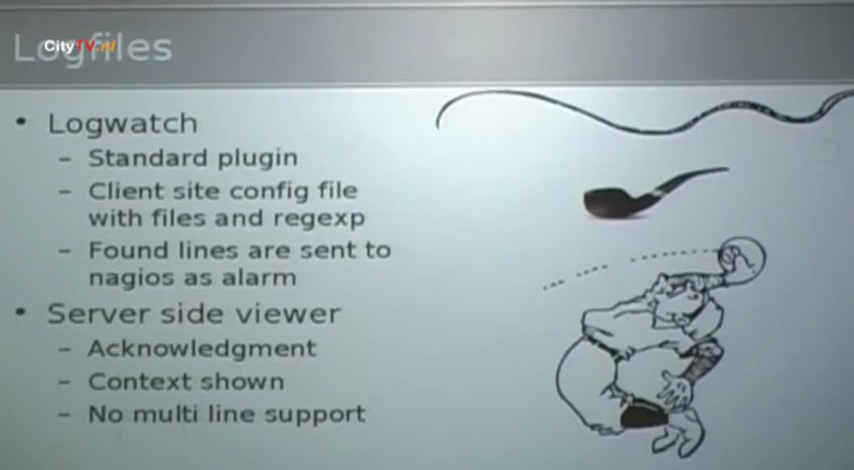 Logfiles
CityTV.nl
• Logwatch
– Standard plugin
– Client site config file
with files and regexp
– Found lines are sent to
nagios as alarm
• Server side viewer
– Acknowledgment
– Context shown
– No multi line support